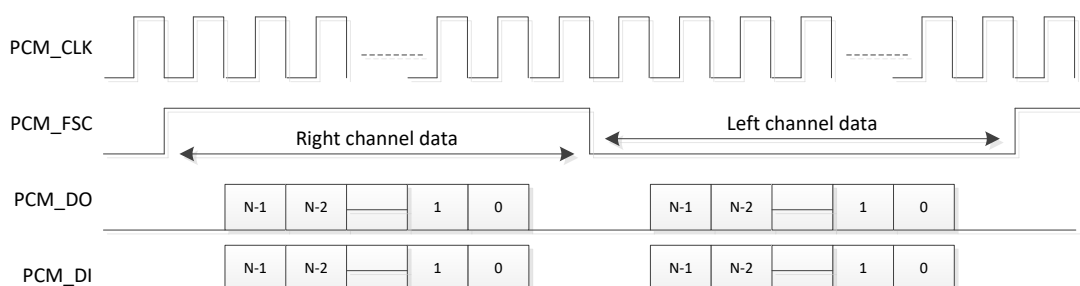 PCM_CLK
PCM_FSC
Right channel data
Left channel data
PCM_DO
N-1 N-2 1 0 N-1 N-2 1 0
PCM_DI
N-1 N-2 1 0 N-1 N-2 1 0